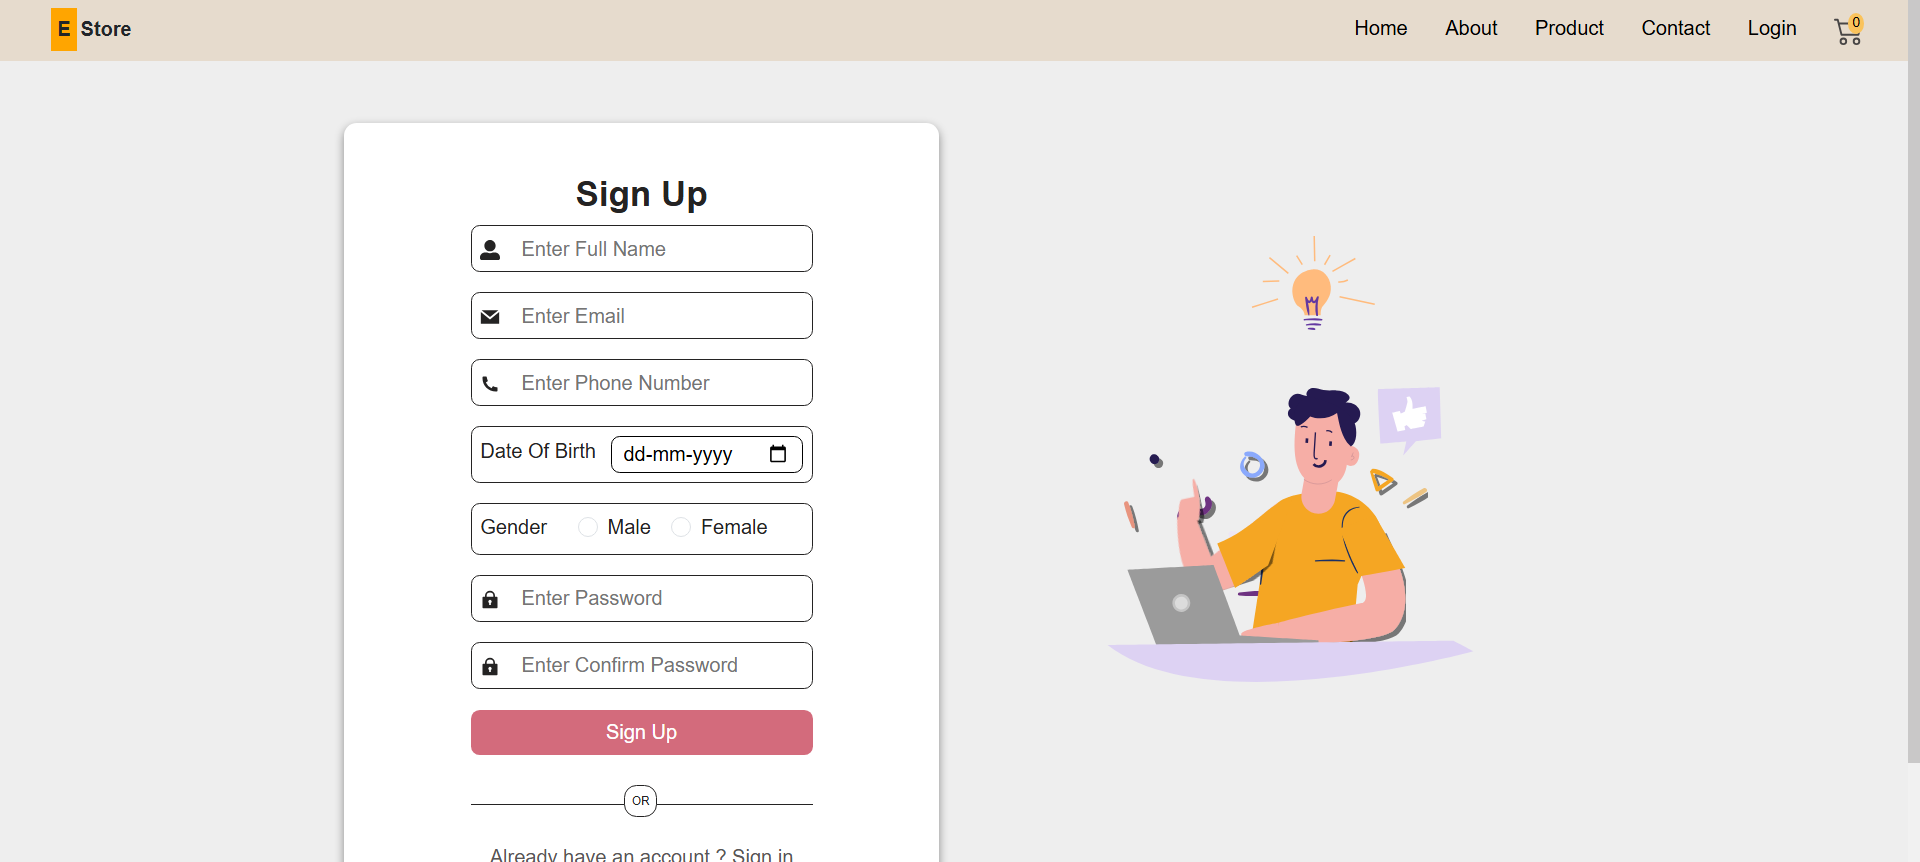 E Store
Home About Product Contact Login 0
Sign Up
Enter Full Name
Enter Email
Enter Phone Number
Date Of Birth dd-mm-yyyy
Gender Male Female
Enter Password
Enter Confirm Password
Sign Up
OR
Already have an account ? Sign in